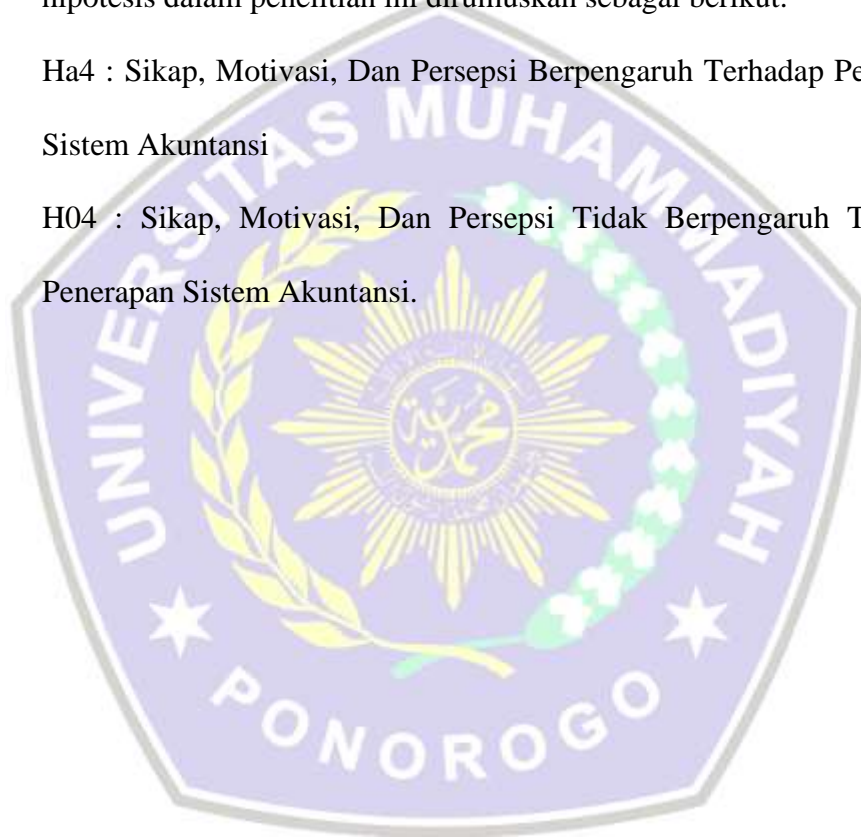 hipotesis dalam penelitian ini dirumuskan sebagai berikut.
Ha4 : Sikap, Motivasi, Dan Persepsi Berpengaruh Terhadap Pe
Sistem Akuntansi
H04 : Sikap, Motivasi, Dan Persepsi Tidak Berpengaruh T
Penerapan Sistem Akuntansi.
UNIVERSITAS MUHAMMADIYAH
PONOROGO